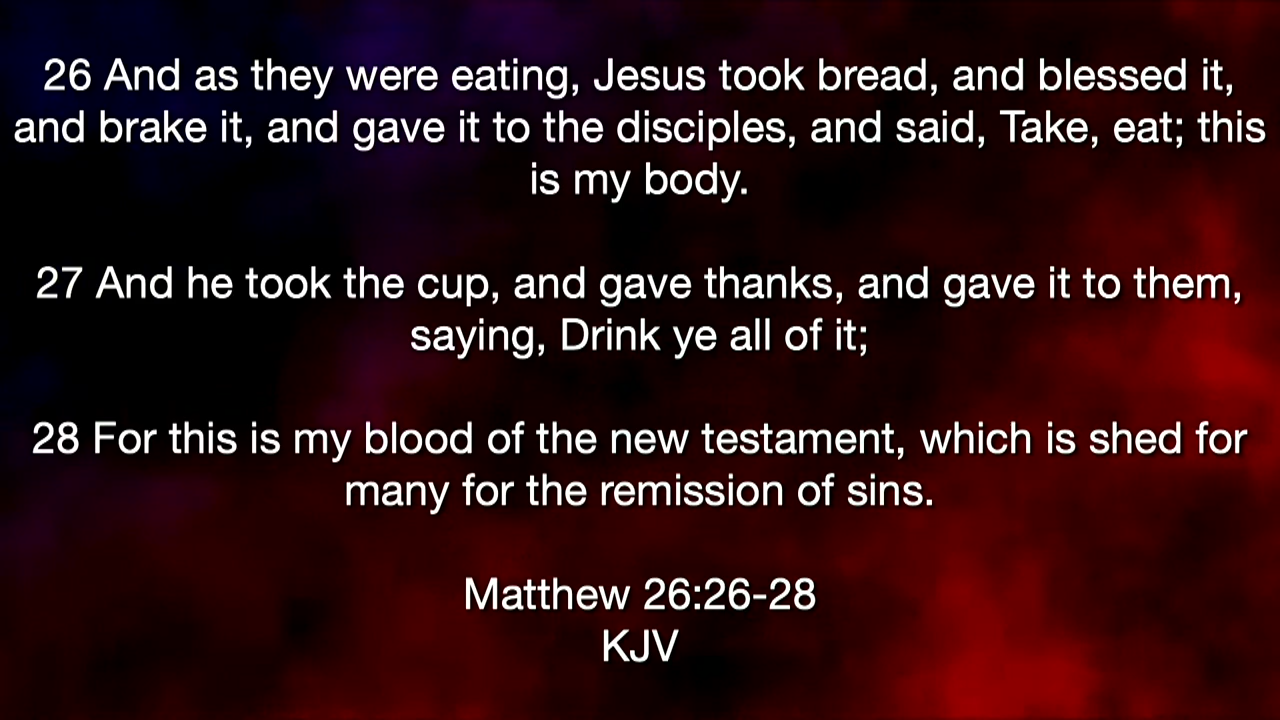 26 And as they were eating, Jesus took bread, and blessed it,
and brake it, and gave it to the disciples, and said, Take, eat; this
is my body.
27 And he took the cup, and gave thanks, and gave it to them,
saying, Drink ye all of it;
28 For this is my blood of the new testament, which is shed for
many for the remission of sins.
Matthew 26:26-28
KJV